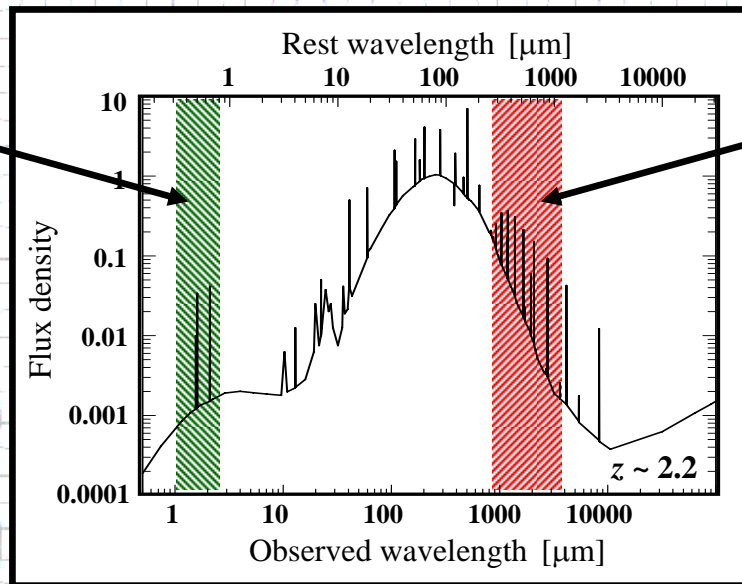 Rest wavelength [μm]
1 10 100 1000 10000
10
1
0.1
0.01
0.001
0.0001
Flux density
z ~ 2.2
1 10 100 1000 10000
Observed wavelength [μm]